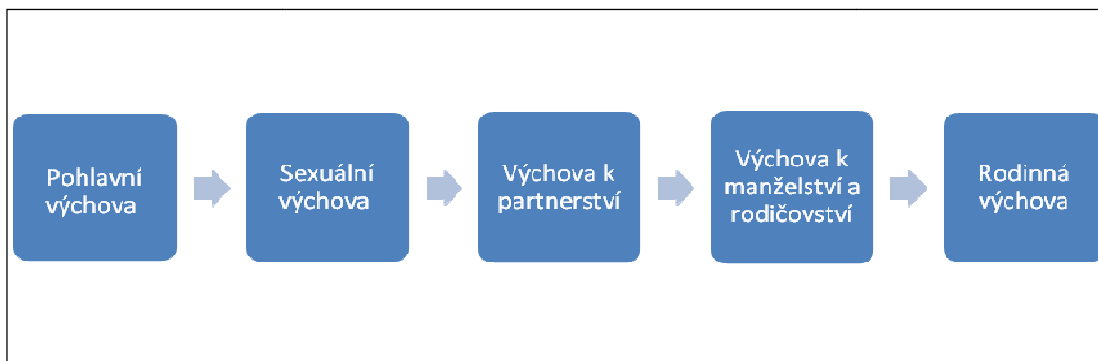 Pohlavní
výchova
Sexuální
výchova
Výchova k
partnerství
Výchova k
manželství a
rodičovství
Rodinná
výchova